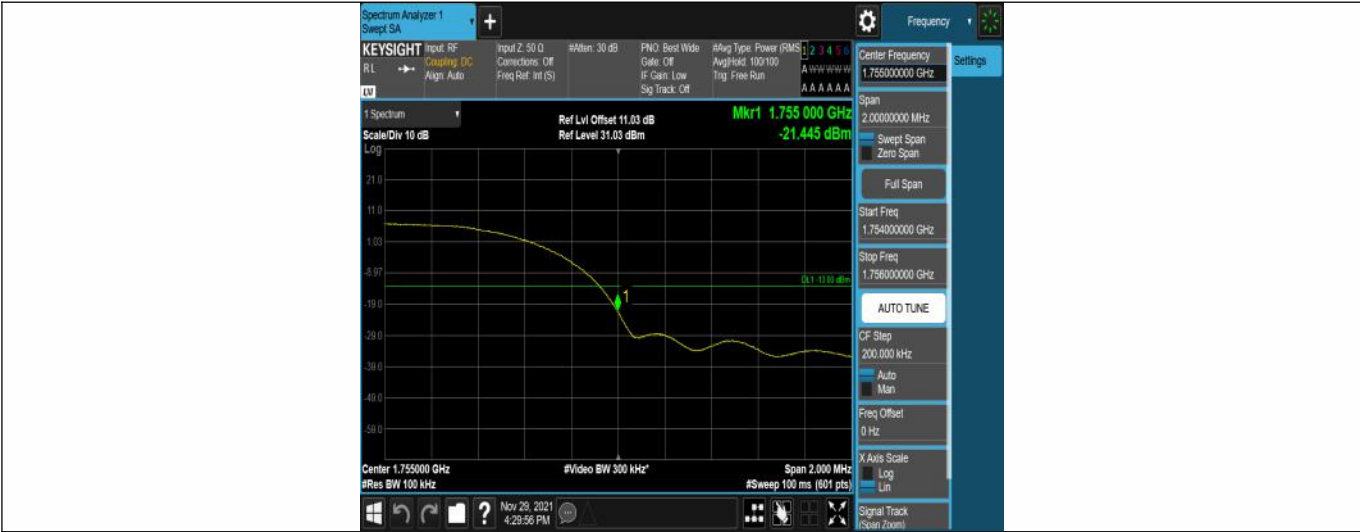 Spectrum Analyzer 1
Swept SA
+
Frequency
KEYSIGHT
Input: RF
Input Z: 50 Ω
#Atten: 30 dB
PNO: Best Wide
#Avg Type: Power (RMS
1 2 3 4 5 6
RL
Coupling: DC
Corrections: Off
Gate: Off
Avg|Hold: 100/100
A W W W W W
Align: Auto
Freq Ref: Int (S)
IF Gain: Low
Trig: Free Run
Sig Track: Off
A A A A A A
LXI
1 Spectrum
Ref Lvl Offset 11.03 dB
Mkr1 1.755 000 GHz
Scale/Div 10 dB
Ref Level 31.03 dBm
-21.445 dBm
Log
21.0
11.0
1.03
-8.97
DL1 -13.00 dBm
1
-19.0
-29.0
-39.0
-49.0
-59.0
Center 1.755000 GHz
#Video BW 300 kHz*
Span 2.000 MHz
#Res BW 100 kHz
#Sweep 100 ms (601 pts)
?
Nov 29, 2021
4:29:56 PM
Center Frequency
1.755000000 GHz
Settings
Span
2.00000000 MHz
Swept Span
Zero Span
Full Span
Start Freq
1.754000000 GHz
Stop Freq
1.756000000 GHz
AUTO TUNE
CF Step
200.000 kHz
Auto
Man
Freq Offset
0 Hz
X Axis Scale
Log
Lin
Signal Track
(Span Zoom)